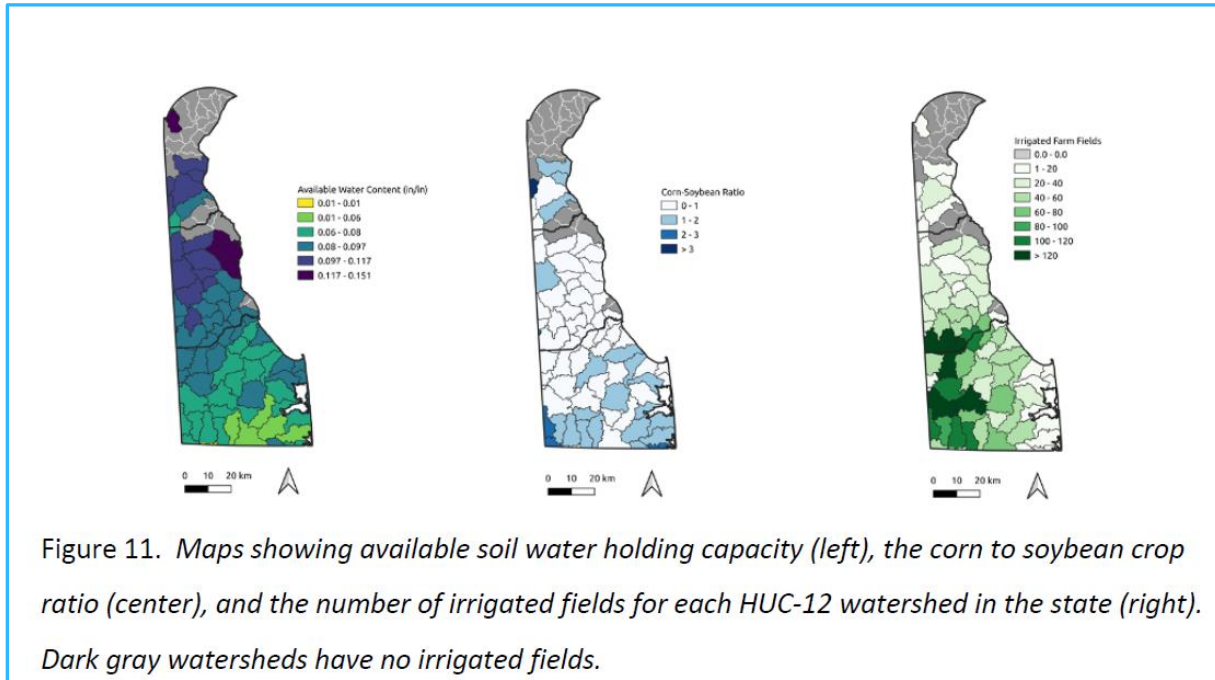 Available Water Content (in/in)
0.01 - 0.01
0.01 - 0.06
0.06 - 0.08
0.08 - 0.097
0.097 - 0.117
0.117 - 0.151
0 10 20 km
Corn-Soybean Ratio
0 - 1
1 - 2
2 - 3
> 3
0 10 20 km
Irrigated Farm Fields
0.0 - 0.0
1 - 20
20 - 40
40 - 60
60 - 80
80 - 100
100 - 120
> 120
0 10 20 km
Figure 11. Maps showing available soil water holding capacity (left), the corn to soybean crop
ratio (center), and the number of irrigated fields for each HUC-12 watershed in the state (right).
Dark gray watersheds have no irrigated fields.